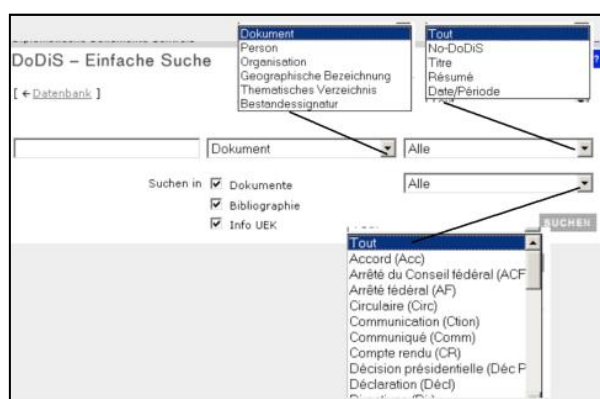 Dokument
Person
Organisation
Geographische Bezeichnung
Thematisches Verzeichnis
Bestandessignatur
Tout
No-DoDiS
Titre
Résumé
Date/Période
DoDiS – Einfache Suche
?
[ ← Datenbank ]
Dokument
Alle
Suchen in
Dokumente
Alle
Bibliographie
Info UEK
SUCHEN
Tout
Accord (Acc)
Arrêté du Conseil fédéral (ACF
Arrêté fédéral (AF)
Circulaire (Circ)
Communication (Ction)
Communiqué (Comm)
Compte rendu (CR)
Décision présidentielle (Déc P
Déclaration (Décl)